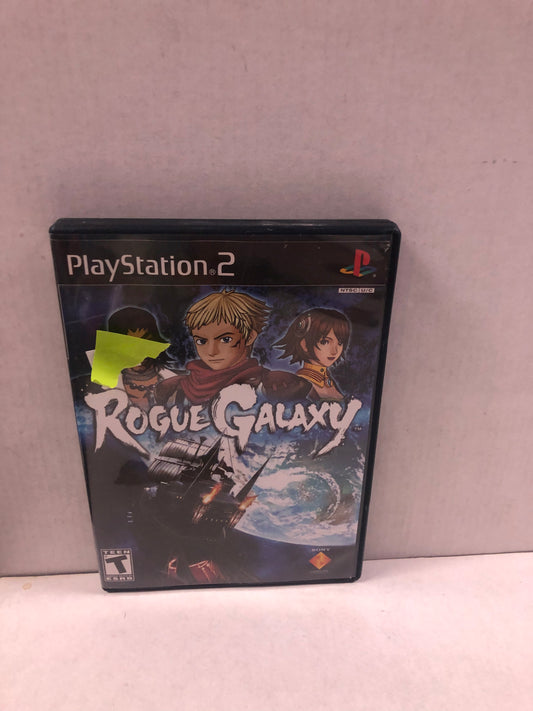 PlayStation®2
NTSC U/C
ROGUE GALAXY
TEEN
T
ESRB
SONY